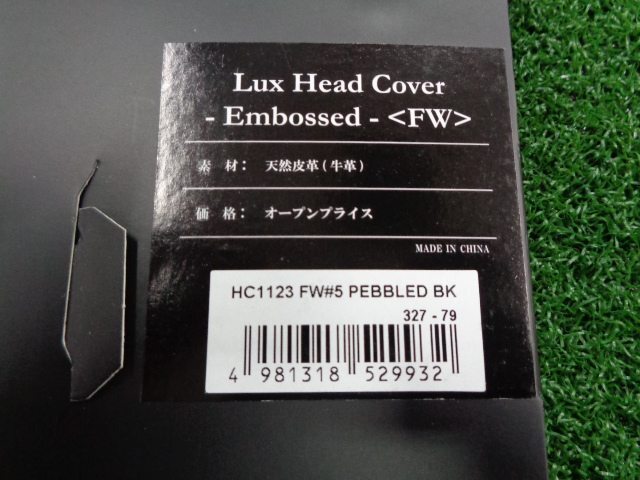 Lux Head Cover
- Embossed - <FW>
素 材： 天然皮革（牛革）
価 格： オープンプライス
MADE IN CHINA
HC1123 FW#5 PEBBLED BK
327 - 79
4 981318 529932